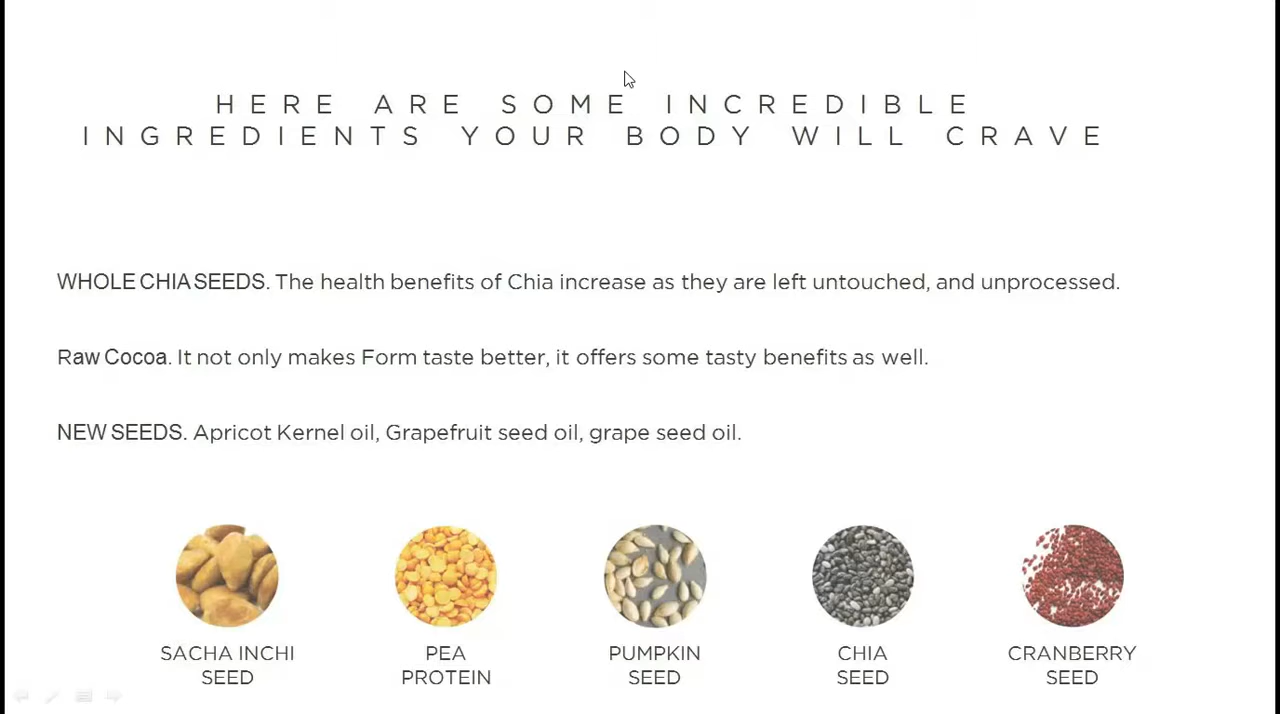 HERE ARE SOME INCREDIBLE
INGREDIENTS YOUR BODY WILL CRAVE
WHOLE CHIA SEEDS. The health benefits of Chia increase as they are left untouched, and unprocessed.
Raw Cocoa. It not only makes Form taste better, it offers some tasty benefits as well.
NEW SEEDS. Apricot Kernel oil, Grapefruit seed oil, grape seed oil.
SACHA INCHI
SEED
PEA
PROTEIN
PUMPKIN
SEED
CHIA
SEED
CRANBERRY
SEED